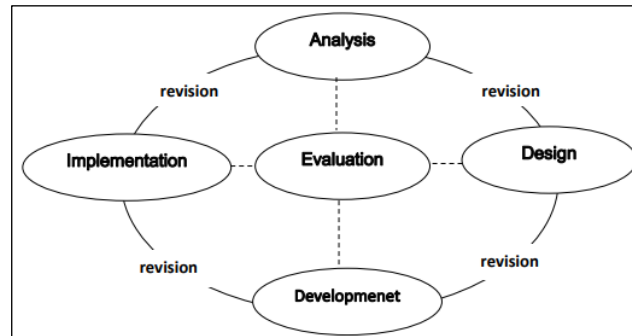 Analysis
revision
revision
Implementation
Evaluation
Design
revision
revision
Developmenet